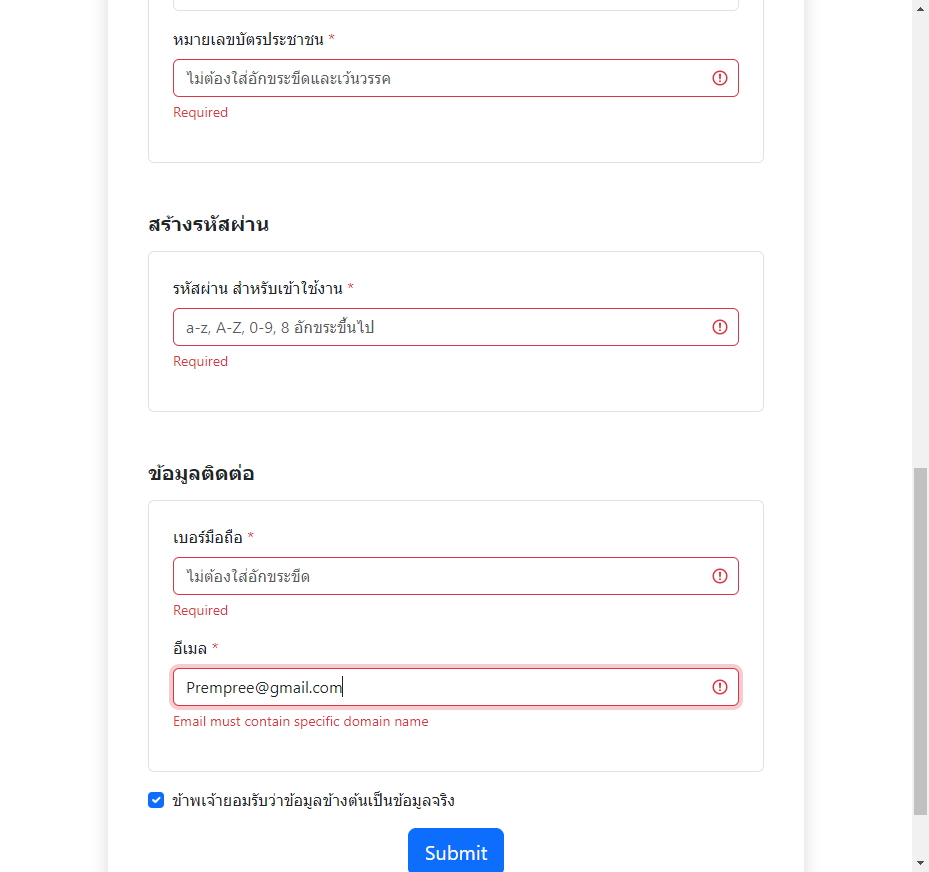 หมายเลขบัตรประชาชน *
ไม่ต้องใส่อักขระขีดและเว้นวรรค
Required
สร้างรหัสผ่าน
รหัสผ่าน สำหรับเข้าใช้งาน *
a-z, A-Z, 0-9, 8 อักขระขึ้นไป
Required
ข้อมูลติดต่อ
เบอร์มือถือ *
ไม่ต้องใส่อักขระขีด
Required
อีเมล *
Prempree@gmail.com
Email must contain specific domain name
ข้าพเจ้ายอมรับว่าข้อมูลข้างต้นเป็นข้อมูลจริง
Submit